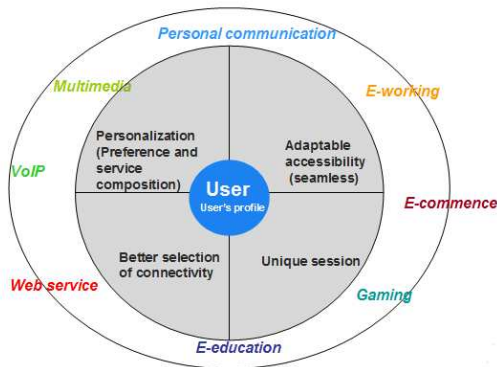 Personal communication
Multimedia
E-working
Personalization
(Preference and
service
composition)
Adaptable
accessibility
(seamless)
VoIP
User
User's profile
E-commence
Better selection
of connectivity
Unique session
Web service
Gaming
E-education